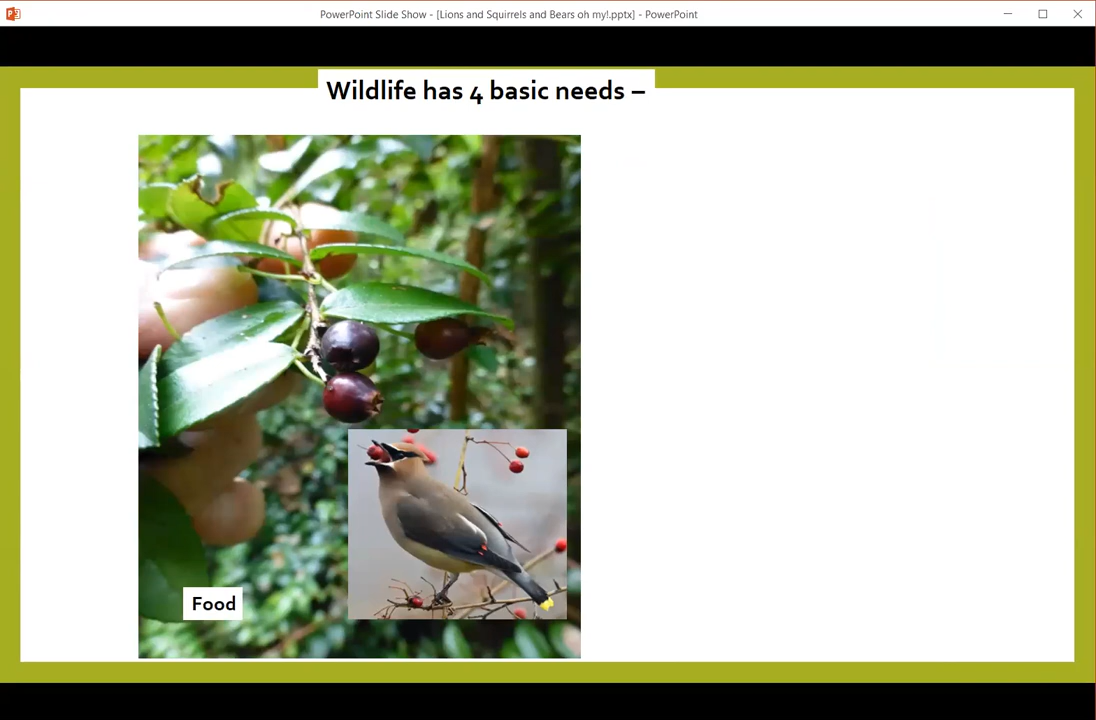 PowerPoint Slide Show - [Lions and Squirrels and Bears oh my!.pptx] - PowerPoint
Wildlife has 4 basic needs –
Food